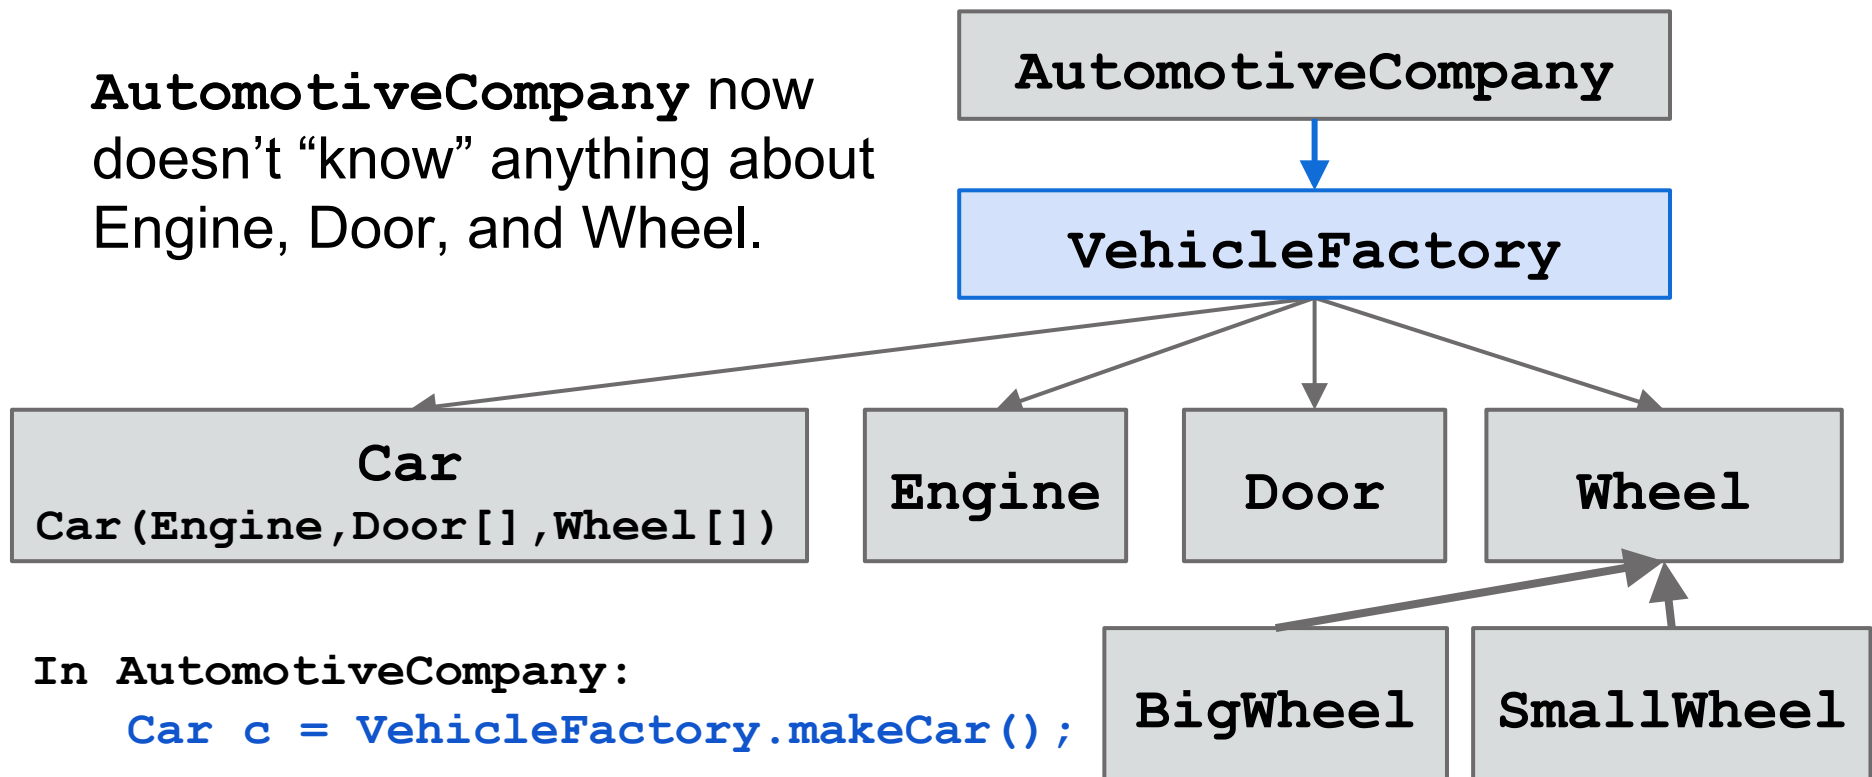 AutomotiveCompany now
doesn’t “know” anything about
Engine, Door, and Wheel.
AutomotiveCompany
VehicleFactory
Car
Car(Engine,Door[],Wheel[])
Engine
Door
Wheel
BigWheel
SmallWheel
In AutomotiveCompany:
Car c = VehicleFactory.makeCar();